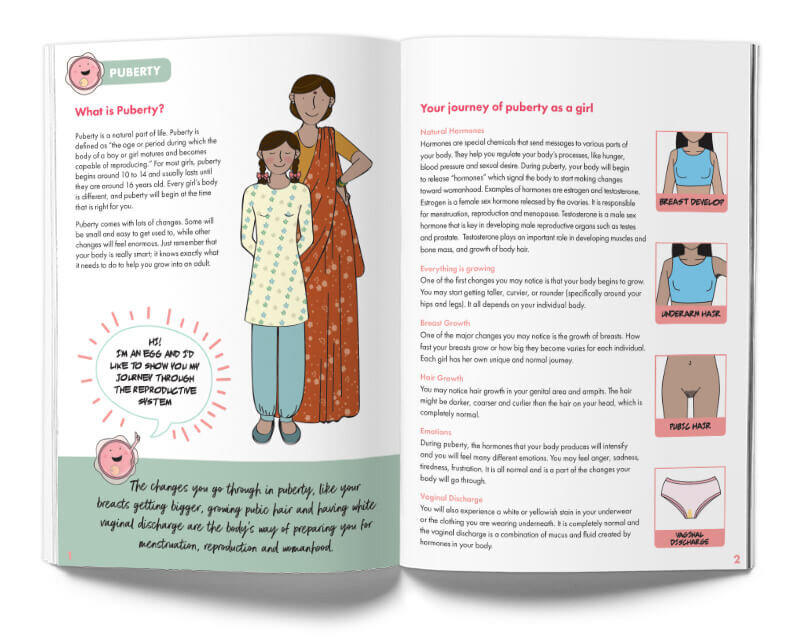 PUBERTY
What is Puberty?
Puberty is a natural part of life. Puberty is
defined as “the age or period during which the
body of a boy or girl matures and becomes
capable of reproducing.” For most girls, puberty
begins around 10 to 14 and usually lasts until
they are around 16 years old. Every girl’s body
is different, and puberty will begin at the time
that is right for you.
Puberty comes with lots of changes. Some will
be small and easy to get used to, while other
changes will feel enormous. Just remember that
your body is really smart; it knows exactly what
it needs to do to help you grow into an adult.
HI!
I'M AN EGG AND I'D
LIKE TO SHOW YOU MY
JOURNEY THROUGH
THE REPRODUCTIVE
SYSTEM
The changes you go through in puberty, like your
breasts getting bigger, growing pubic hair and having white
vaginal discharge are the body's way of preparing you for
menstruation, reproduction and womanhood.
1
Your journey of puberty as a girl
Natural Hormones
Hormones are special chemicals that send messages to various parts of
your body. They help you regulate your body’s processes, like hunger,
blood pressure and sexual desire. During puberty, your body will begin
to release “hormones” which signal the body to start making changes
toward womanhood. Examples of hormones are estrogen and testosterone.
Estrogen is a female sex hormone released by the ovaries. It is responsible
for menstruation, reproduction and menopause. Testosterone is a male sex
hormone that is key in developing male reproductive organs such as testes
and prostate. Testosterone plays an important role in developing muscles and
bone mass, and growth of body hair.
Everything is growing
One of the first changes you may notice is that your body begins to grow.
You may start getting taller, curvier, or rounder (specifically around your
hips and legs). It all depends on your individual body.
Breast Growth
One of the major changes you may notice is the growth of breasts. How
fast your breasts grow or how big they become varies for each individual.
Each girl has her own unique and normal journey.
Hair Growth
You may notice hair growth in your genital area and armpits. The hair
might be darker, coarser and curlier than the hair on your head, which is
completely normal.
Emotions
During puberty, the hormones that your body produces will intensify
and you will feel many different emotions. You may feel anger, sadness,
tiredness, frustration. It is all normal and is a part of the changes your
body will go through.
Vaginal Discharge
You will also experience a white or yellowish stain in your underwear
or the clothing you are wearing underneath. It is completely normal and
the vaginal discharge is a combination of mucus and fluid created by
hormones in your body.
BREAST DEVELOP
UNDERARM HAIR
PUBIC HAIR
VAGINAL
DISCHARGE
2